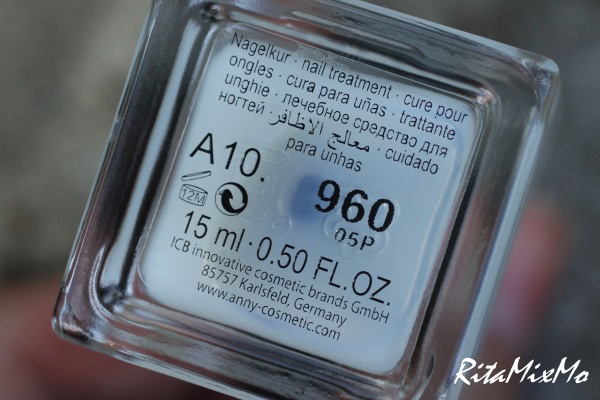 Nagelkur · nail treatment · cure pour
ongles · cura para uñas · trattante
unghie · лечебное средство для
ногтей معالج الاظافر · cuidado
para unhas
A10. 960
12M 05P
15 ml · 0.50 FL.OZ.
ICB innovative cosmetic brands GmbH
85757 Karlsfeld, Germany
www.anny-cosmetic.com
RitaMixMo